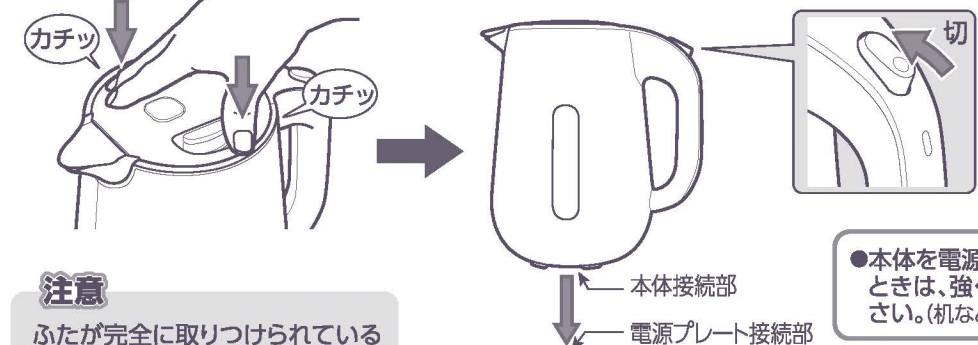 カチッ
カチッ
切
注意
ふたが完全に取りつけられている
本体接続部
電源プレート接続部
●本体を電源
ときは、強く
さい。(机など